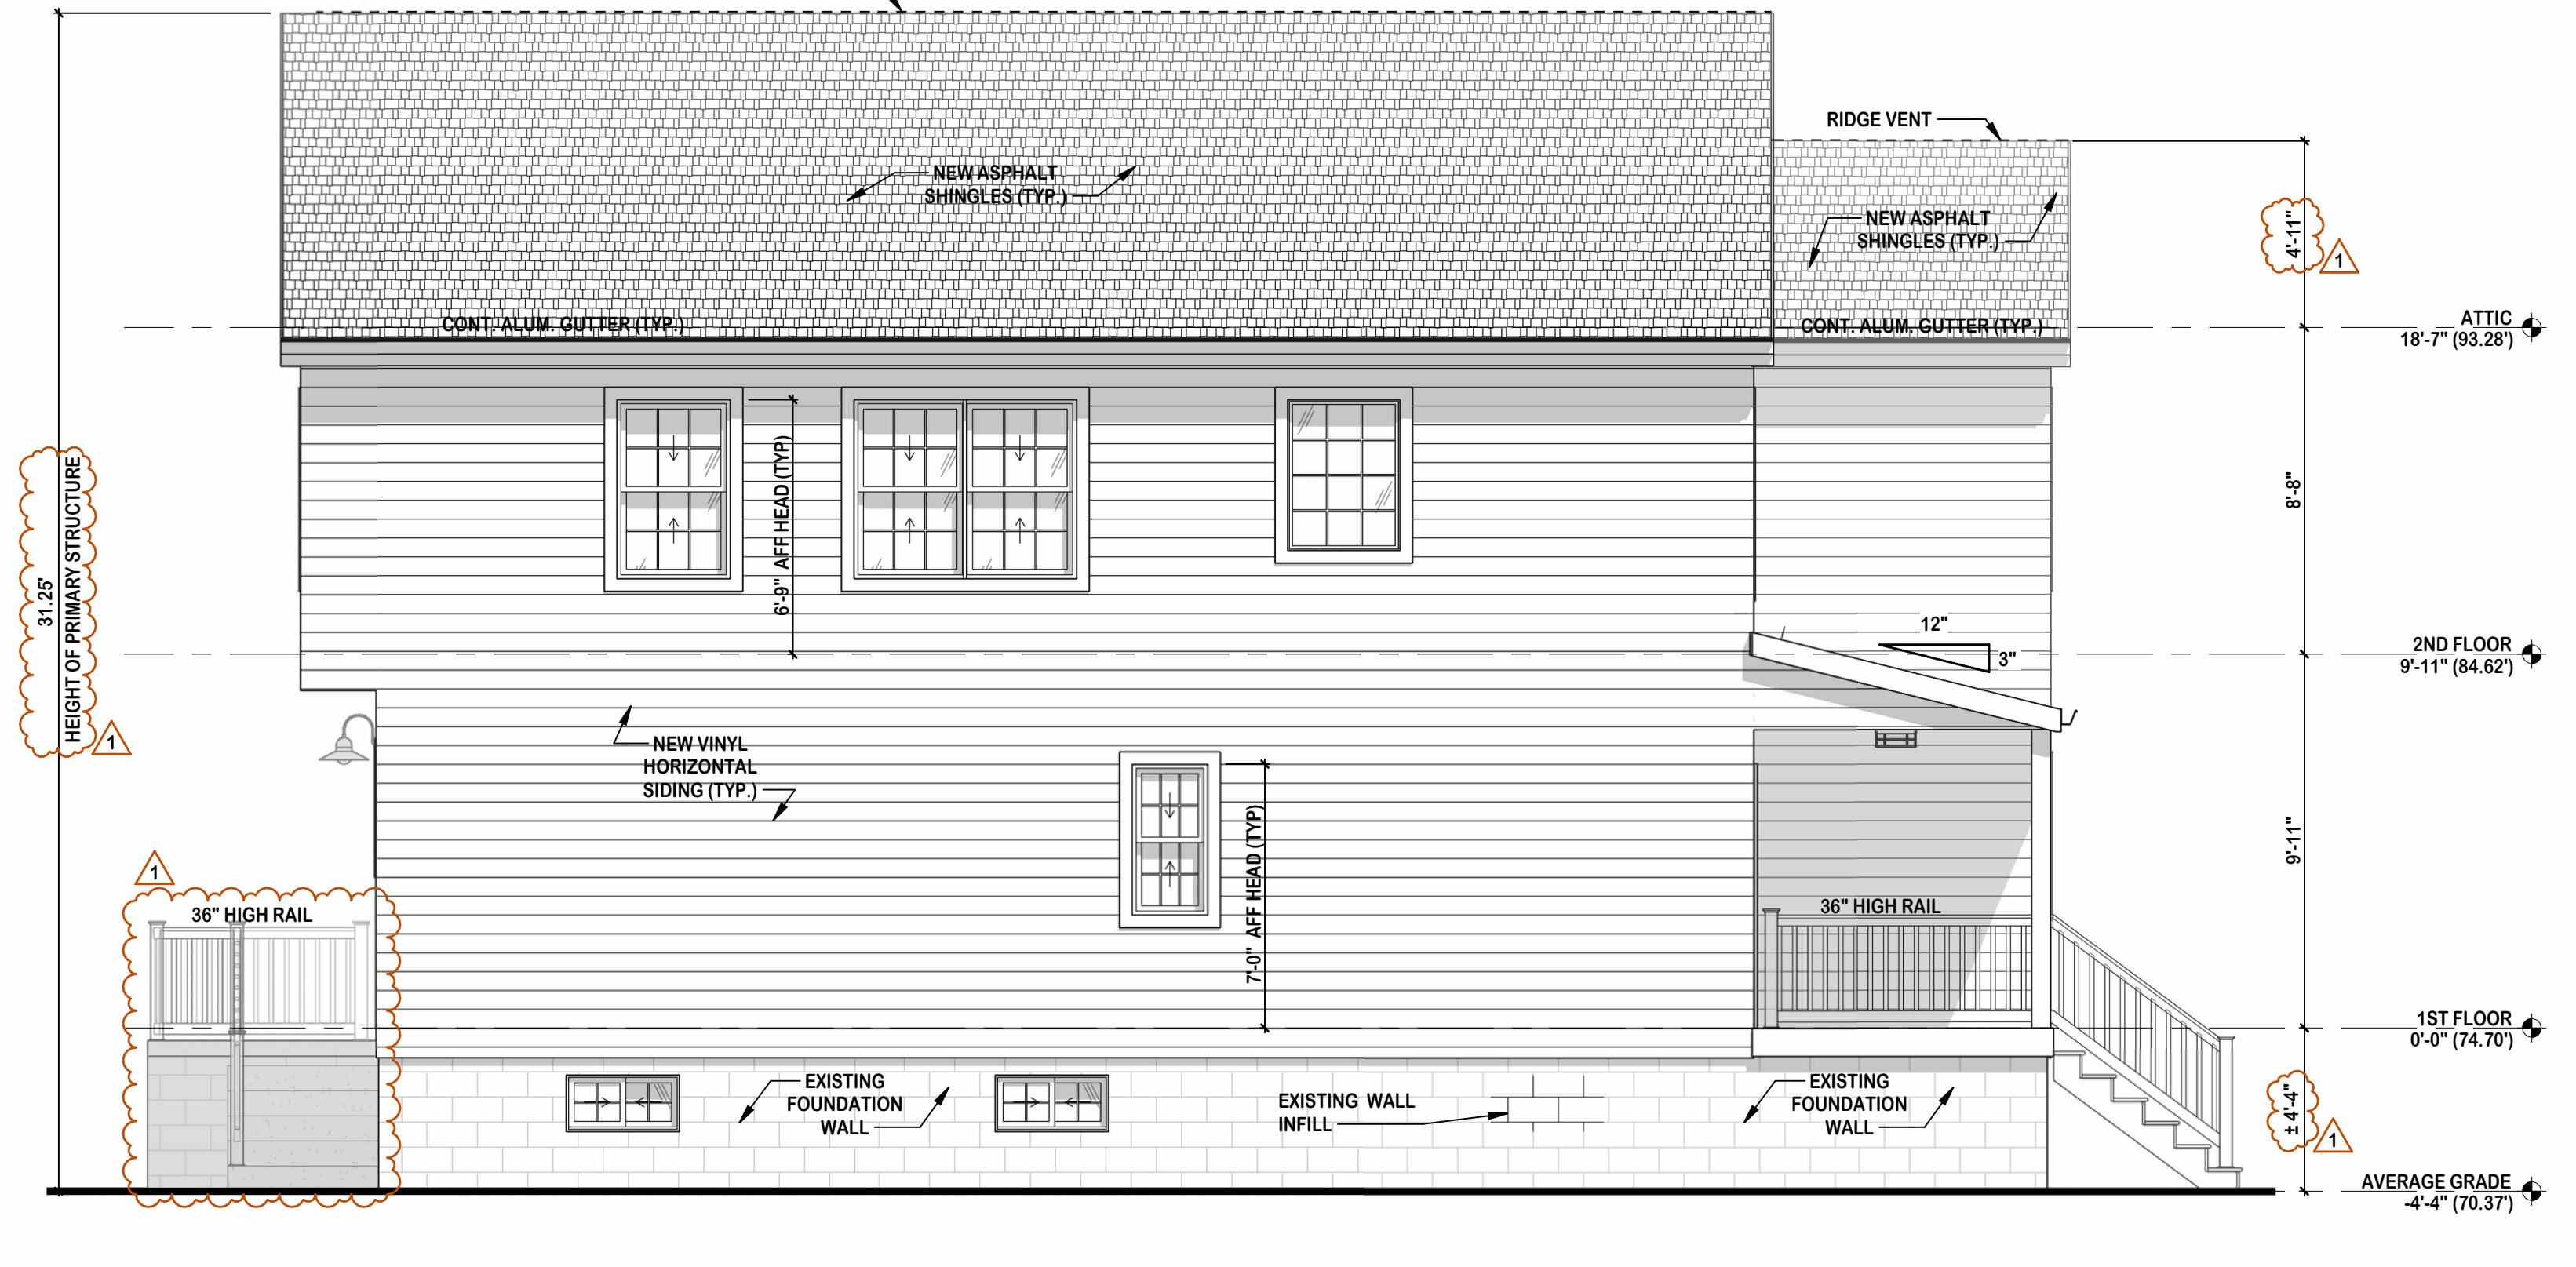 RIDGE VENT
NEW ASPHALT
SHINGLES (TYP.)
NEW ASPHALT
SHINGLES (TYP.)
4'-11"
1
CONT. ALUM. GUTTER (TYP.)
CONT. ALUM. GUTTER (TYP.)
ATTIC
18'-7" (93.28')
31.25'
HEIGHT OF PRIMARY STRUCTURE
1
6'-9" AFF HEAD (TYP)
8'-8"
12"
3"
2ND FLOOR
9'-11" (84.62')
NEW VINYL
HORIZONTAL
SIDING (TYP.)
7'-0" AFF HEAD (TYP)
9'-11"
1
36" HIGH RAIL
36" HIGH RAIL
1ST FLOOR
0'-0" (74.70')
EXISTING
FOUNDATION
WALL
EXISTING WALL
INFILL
EXISTING
FOUNDATION
WALL
± 4'-4"
1
AVERAGE GRADE
-4'-4" (70.37')